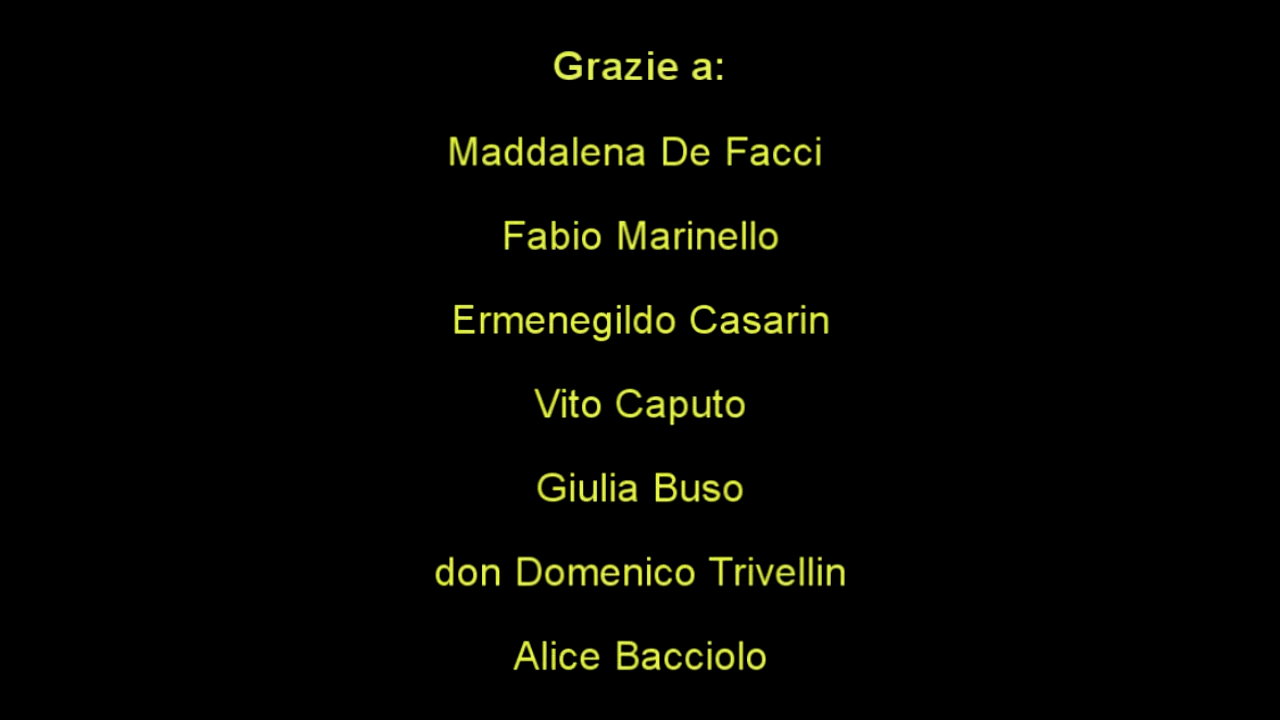 Grazie a:
Maddalena De Facci
Fabio Marinello
Ermenegildo Casarin
Vito Caputo
Giulia Buso
don Domenico Trivellin
Alice Bacciolo